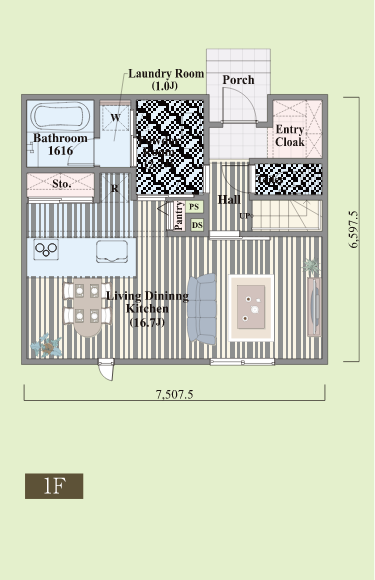 Laundry Room
(1.0J)
Porch
W
Bathroom
1616
Entry
Cloak
Sto.
R
Pantry
PS
DS
Hall
UP
Living Dininng
Kitchen
(16.7J)
6,597.5
7,507.5
1F